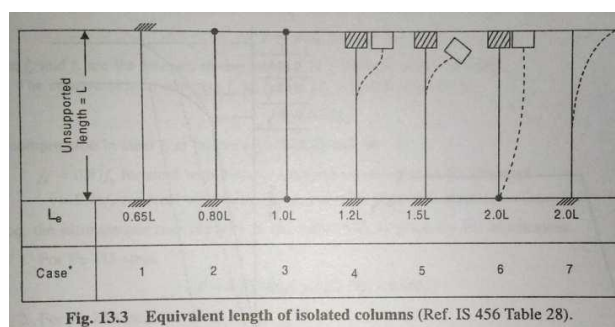 Unsupported
length = L
Le 0.65L 0.80L 1.0L 1.2L 1.5L 2.0L 2.0L
Case* 1 2 3 4 5 6 7
Fig. 13.3 Equivalent length of isolated columns (Ref. IS 456 Table 28).